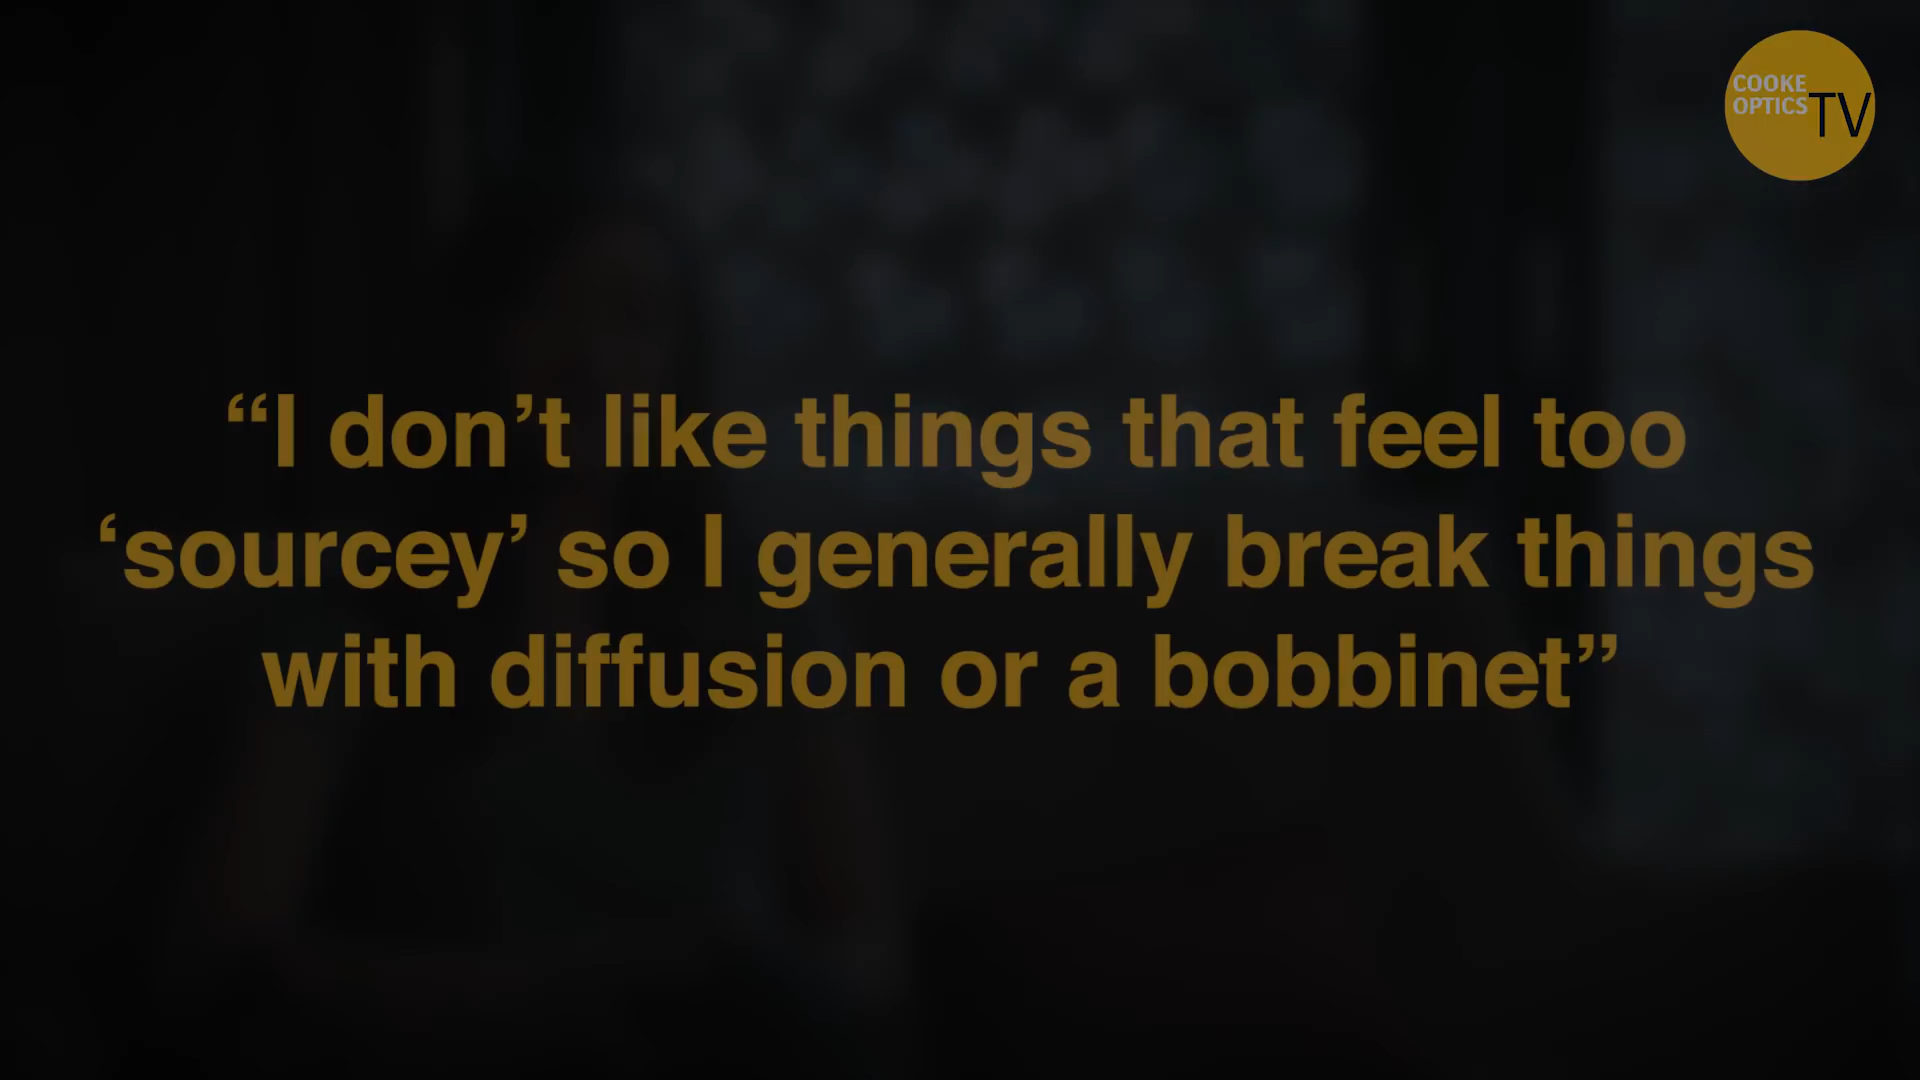 COOKE
OPTICS TV
“I don’t like things that feel too
‘sourcey’ so I generally break things
with diffusion or a bobbinet”